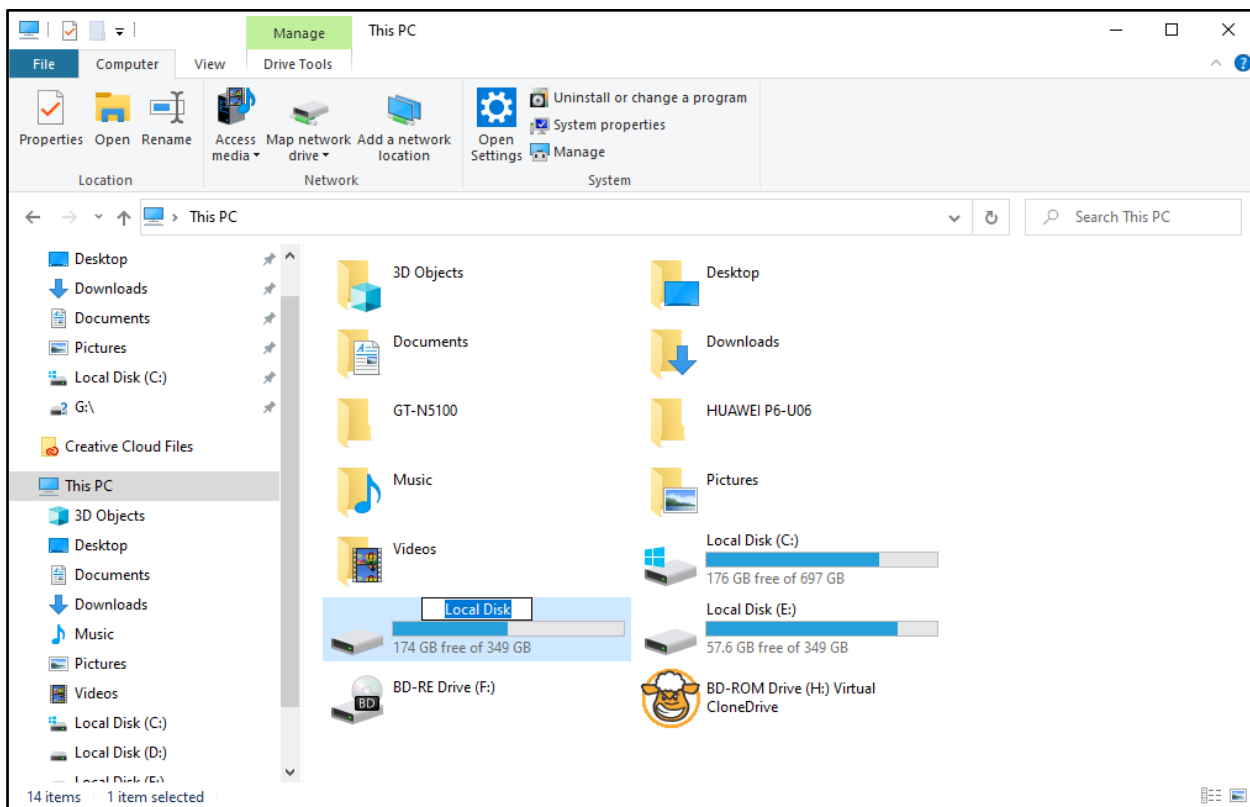 Manage
This PC
File
Computer
View
Drive Tools
Properties
Open
Rename
Access media
Map network drive
Add a network location
Open Settings
Uninstall or change a program
System properties
Manage
Location
Network
System
This PC
Search This PC
Desktop
Downloads
Documents
Pictures
Local Disk (C:)
G:\
Creative Cloud Files
This PC
3D Objects
Desktop
Documents
Downloads
Music
Pictures
Videos
Local Disk (C:)
Local Disk (D:)
Local Disk (E:)
3D Objects
Desktop
Documents
Downloads
GT-N5100
HUAWEI P6-U06
Music
Pictures
Videos
Local Disk (C:)
176 GB free of 697 GB
Local Disk
174 GB free of 349 GB
Local Disk (E:)
57.6 GB free of 349 GB
BD-RE Drive (F:)
BD
BD-ROM Drive (H:) Virtual
CloneDrive
14 items
1 item selected